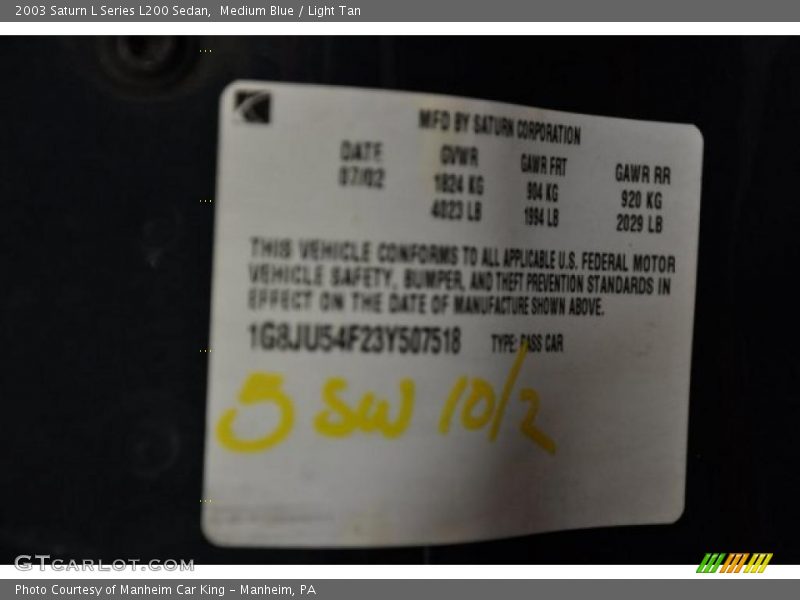 2003 Saturn L Series L200 Sedan,  Medium Blue / Light Tan
MFD BY SATURN CORPORATION
DATE GVWR GAWR FRT GAWR RR
07/02 1824 KG 904 KG 920 KG
4023 LB 1994 LB 2029 LB
THIS VEHICLE CONFORMS TO ALL APPLICABLE U.S. FEDERAL MOTOR
VEHICLE SAFETY, BUMPER, AND THEFT PREVENTION STANDARDS IN
EFFECT ON THE DATE OF MANUFACTURE SHOWN ABOVE.
1G8JU54F23Y507518 TYPE: PASS CAR
5 SW 10/2
GTCARLOT.COM
Photo Courtesy of Manheim Car King - Manheim, PA